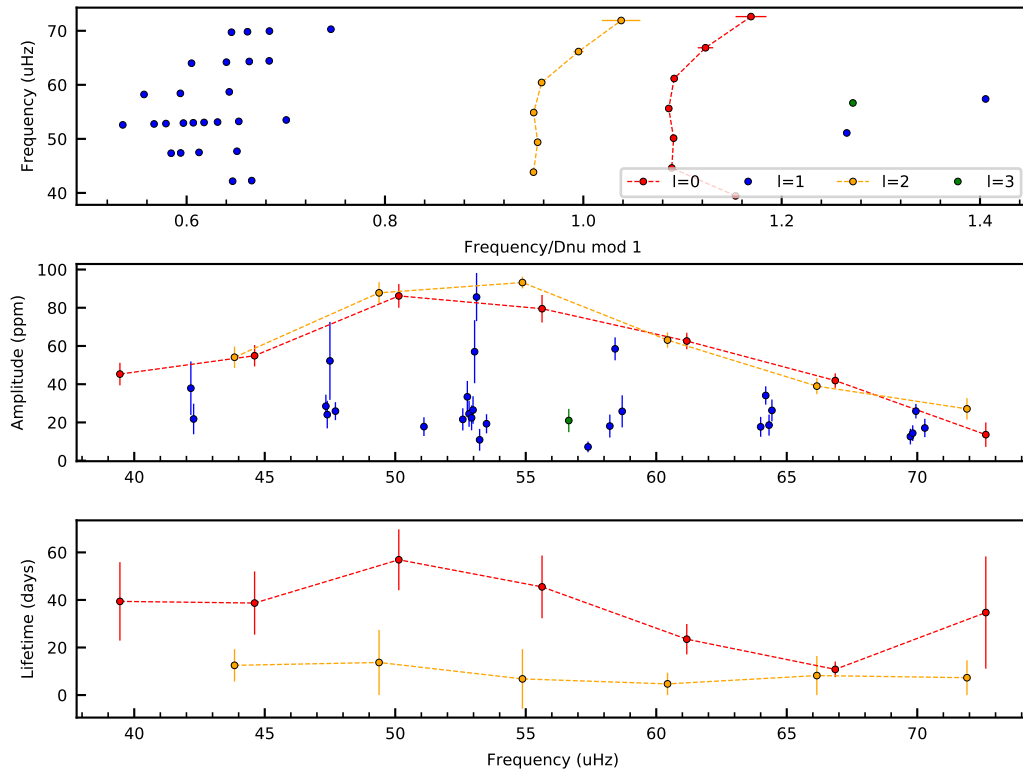 70
60
50
40
Frequency (uHz)
l=0 l=1 l=2 l=3
0.6 0.8 1.0 1.2 1.4
Frequency/Dnu mod 1
100
80
60
40
20
0
Amplitude (ppm)
40 45 50 55 60 65 70
60
40
20
0
Lifetime (days)
40 45 50 55 60 65 70
Frequency (uHz)